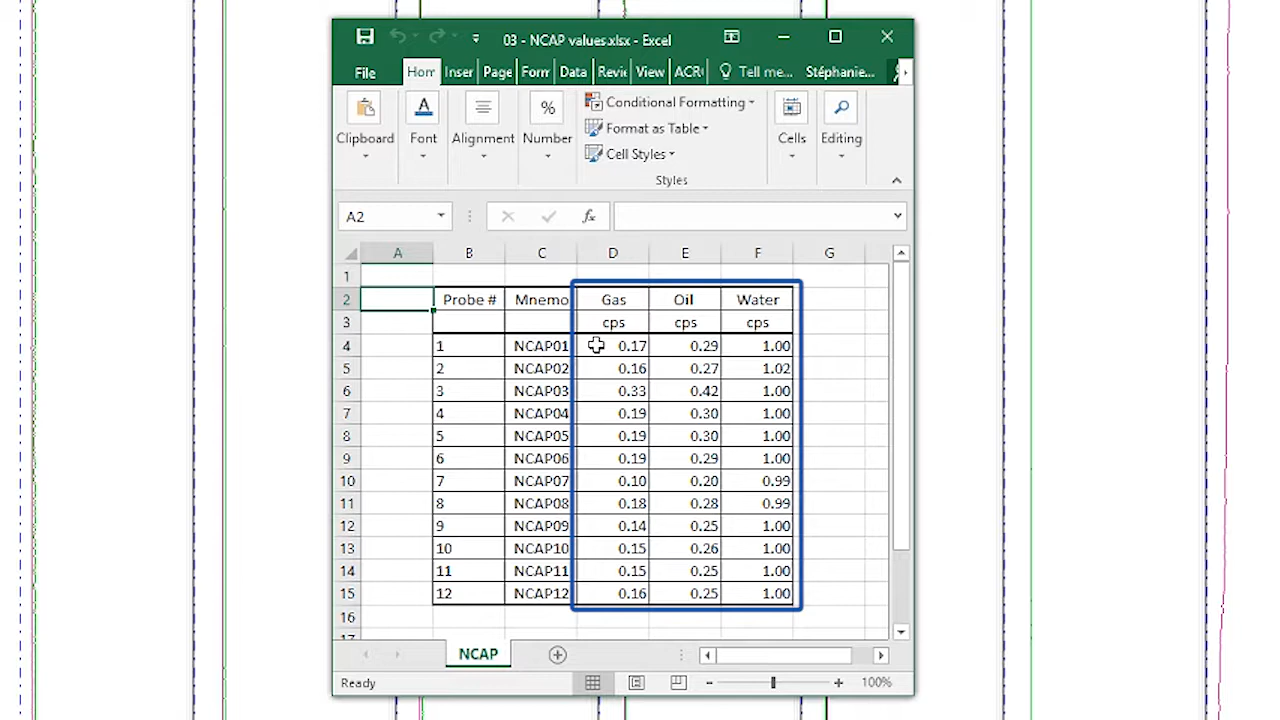 03 - NCAP values.xlsx - Excel
File Hom Inser Page Form Data Revie View ACR Tell me... Stéphanie...
Clipboard Font Alignment Number Conditional Formatting Cells Editing
Format as Table
Cell Styles
Styles
A2 fx
A B C D E F G
1
2 Probe # Mnemo Gas Oil Water
3 cps cps cps
4 1 NCAP01 0.17 0.29 1.00
5 2 NCAP02 0.16 0.27 1.02
6 3 NCAP03 0.33 0.42 1.00
7 4 NCAP04 0.19 0.30 1.00
8 5 NCAP05 0.19 0.30 1.00
9 6 NCAP06 0.19 0.29 1.00
10 7 NCAP07 0.10 0.20 0.99
11 8 NCAP08 0.18 0.28 0.99
12 9 NCAP09 0.14 0.25 1.00
13 10 NCAP10 0.15 0.26 1.00
14 11 NCAP11 0.15 0.25 1.00
15 12 NCAP12 0.16 0.25 1.00
16
17
NCAP
Ready 100%